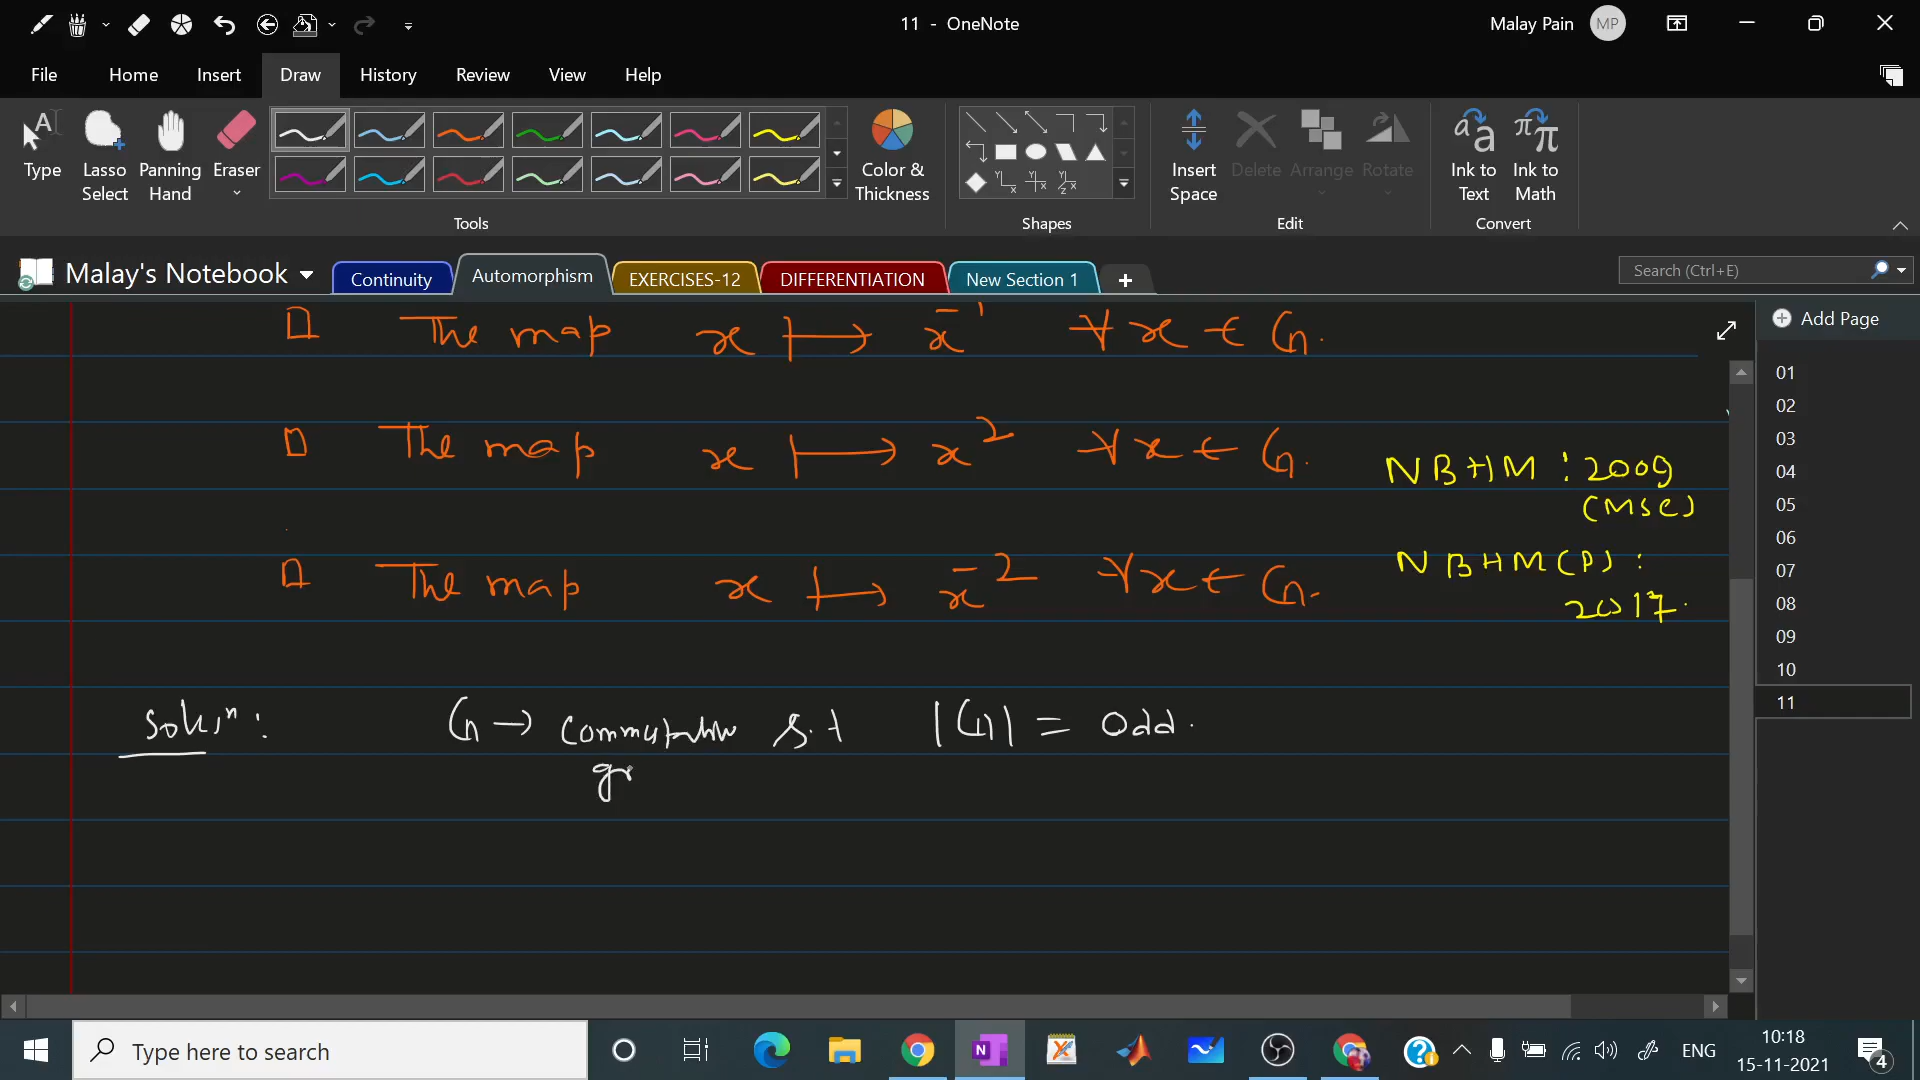 11 - OneNote
Malay Pain MP
File Home Insert Draw History Review View Help
Type
Lasso Select
Panning Hand
Eraser
Color & Thickness
Insert Space
Delete Arrange Rotate
Ink to Text
Ink to Math
Tools Shapes Edit Convert
Malay's Notebook Continuity Automorphism EXERCISES-12 DIFFERENTIATION New Section 1 +
Search (Ctrl+E)
Add Page
□ The map x ↦ x⁻¹ ∀ x ∈ G.
□ The map x ↦ x² ∀ x ∈ G.
NBHM : 2009
(MSC)
□ The map x ↦ x⁻² ∀ x ∈ G.
NBHM(P) :
2017.
Solusⁿ : G → Commutative s.t |G| = odd.
gr
01
02
03
04
05
06
07
08
09
10
11
Type here to search
ENG
10:18
15-11-2021
4